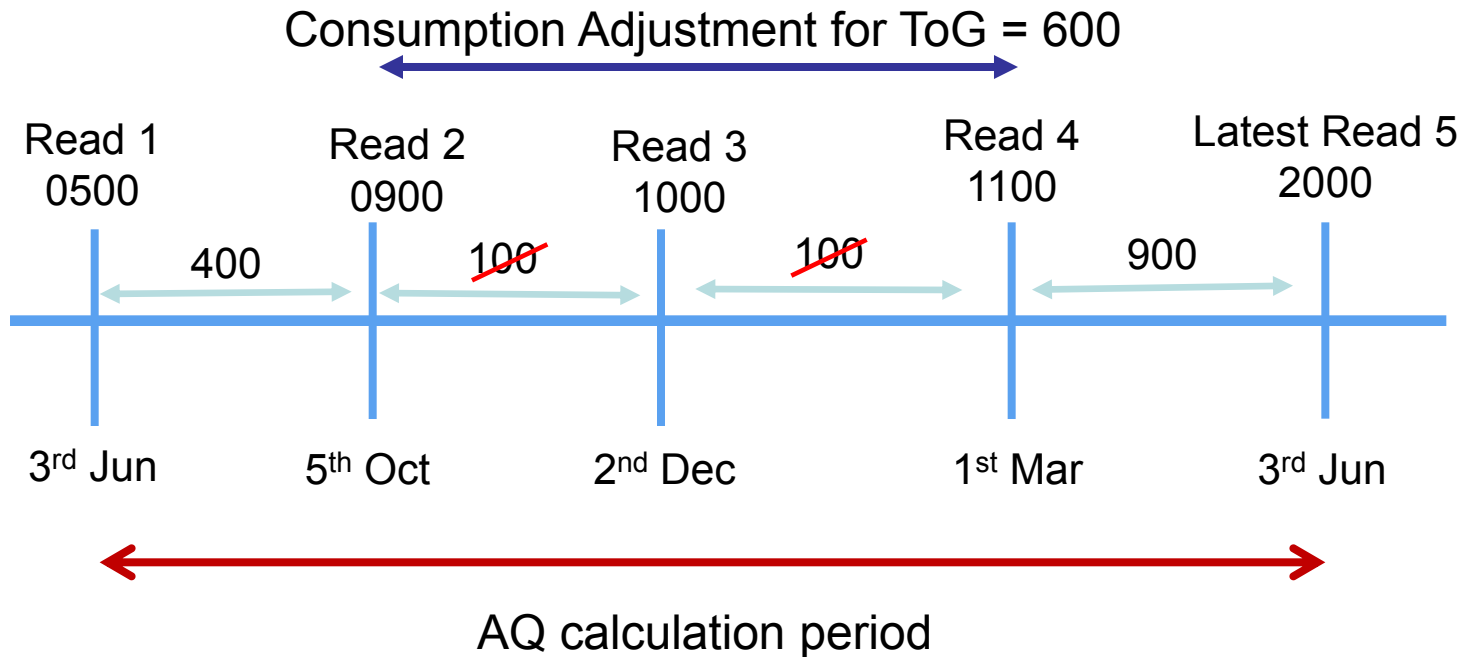 Consumption Adjustment for ToG = 600
Read 1
0500
Read 2
0900
Read 3
1000
Read 4
1100
Latest Read 5
2000
400
100
100
900
3rd Jun
5th Oct
2nd Dec
1st Mar
3rd Jun
AQ calculation period